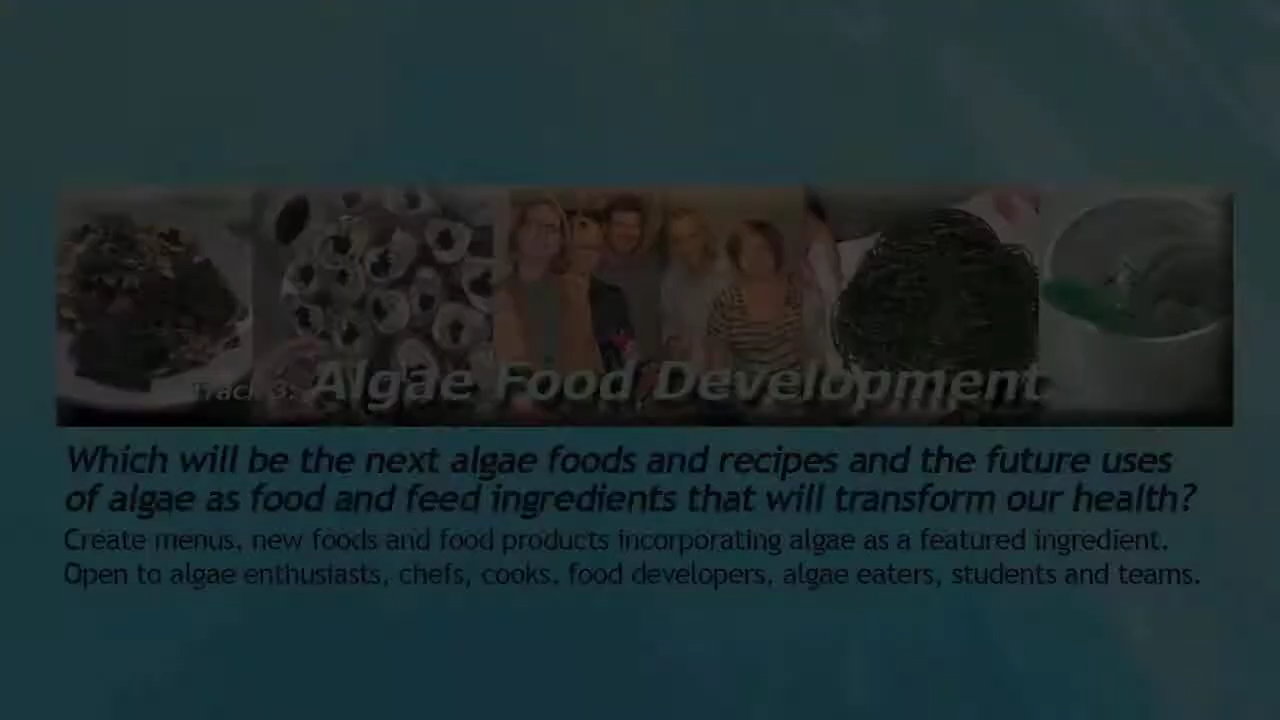 Track 3. Algae Food Development
Which will be the next algae foods and recipes and the future uses
of algae as food and feed ingredients that will transform our health?
Create menus, new foods and food products incorporating algae as a featured ingredient.
Open to algae enthusiasts, chefs, cooks, food developers, algae eaters, students and teams.